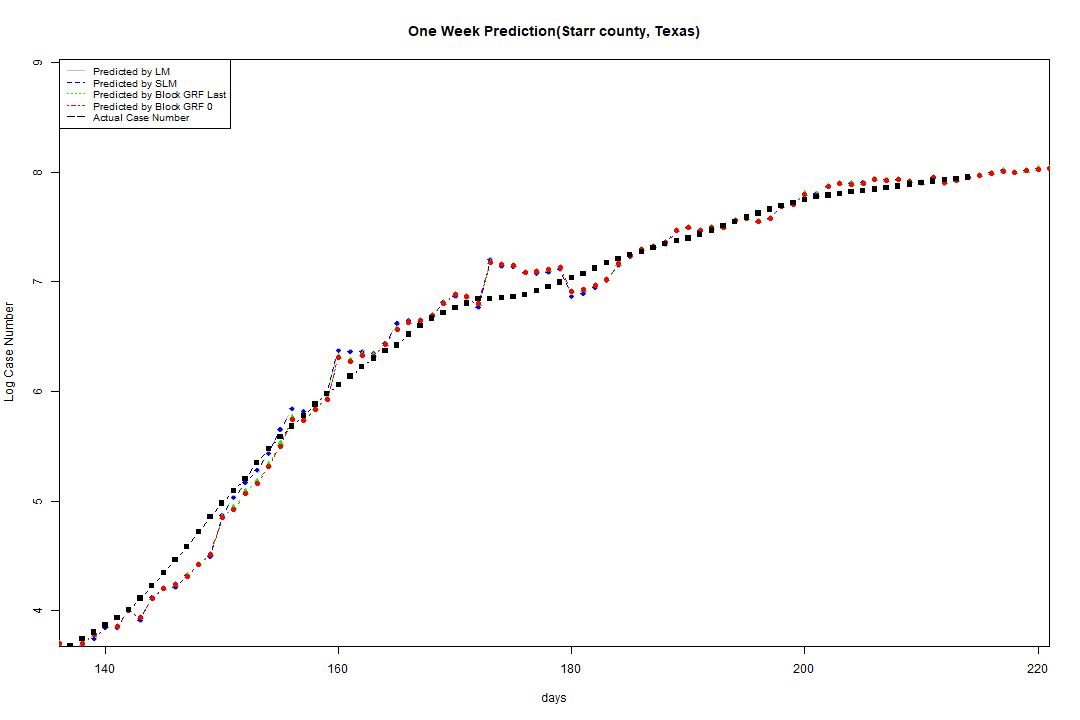 One Week Prediction(Starr county, Texas)
9
Predicted by LM
Predicted by SLM
Predicted by Block GRF Last
Predicted by Block GRF 0
Actual Case Number
8
7
6
5
4
Log Case Number
140 160 180 200 220
days